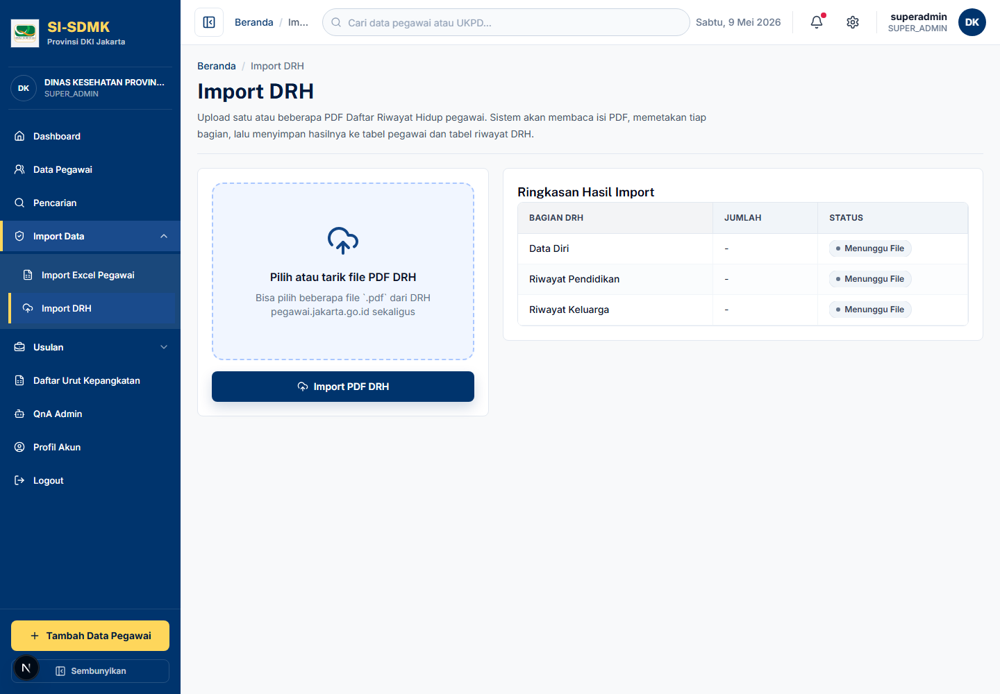 SI-SDMK
Provinsi DKI Jakarta
DK
DINAS KESEHATAN PROVIN...
SUPER_ADMIN
Dashboard
Data Pegawai
Pencarian
Import Data
Import Excel Pegawai
Import DRH
Usulan
Daftar Urut Kepangkatan
QnA Admin
Profil Akun
Logout
+ Tambah Data Pegawai
N
Sembunyikan
Beranda / Im...
Cari data pegawai atau UKPD...
Sabtu, 9 Mei 2026
superadmin
SUPER_ADMIN
DK
Beranda / Import DRH
Import DRH
Upload satu atau beberapa PDF Daftar Riwayat Hidup pegawai. Sistem akan membaca isi PDF, memetakan tiap
bagian, lalu menyimpan hasilnya ke tabel pegawai dan tabel riwayat DRH.
Pilih atau tarik file PDF DRH
Bisa pilih beberapa file `.pdf` dari DRH
pegawai.jakarta.go.id sekaligus
Import PDF DRH
Ringkasan Hasil Import
BAGIAN DRH JUMLAH STATUS
Data Diri - Menunggu File
Riwayat Pendidikan - Menunggu File
Riwayat Keluarga - Menunggu File